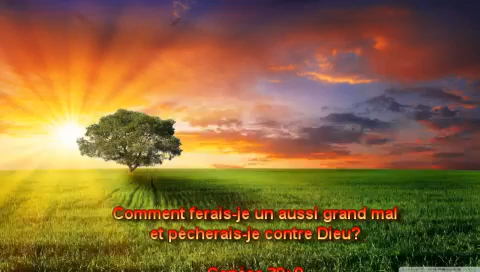 Comment ferais-je un aussi grand mal
et pécherais-je contre Dieu?